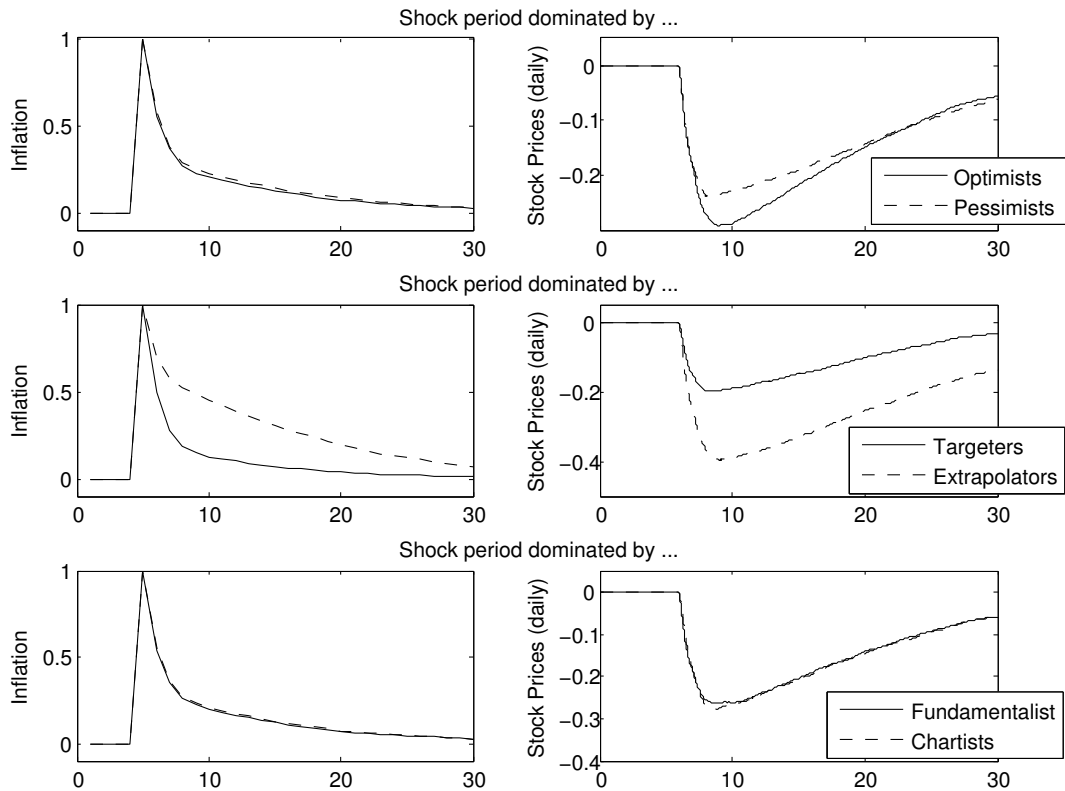 Shock period dominated by ...
Inflation
1
0.5
0
0 10 20 30
Stock Prices (daily)
0
−0.1
−0.2
0 10 20 30
Optimists
Pessimists
Shock period dominated by ...
Inflation
1
0.5
0
0 10 20 30
Stock Prices (daily)
0
−0.2
−0.4
0 10 20 30
Targeters
Extrapolators
Shock period dominated by ...
Inflation
1
0.5
0
0 10 20 30
Stock Prices (daily)
0
−0.1
−0.2
−0.3
−0.4
0 10 20 30
Fundamentalist
Chartists